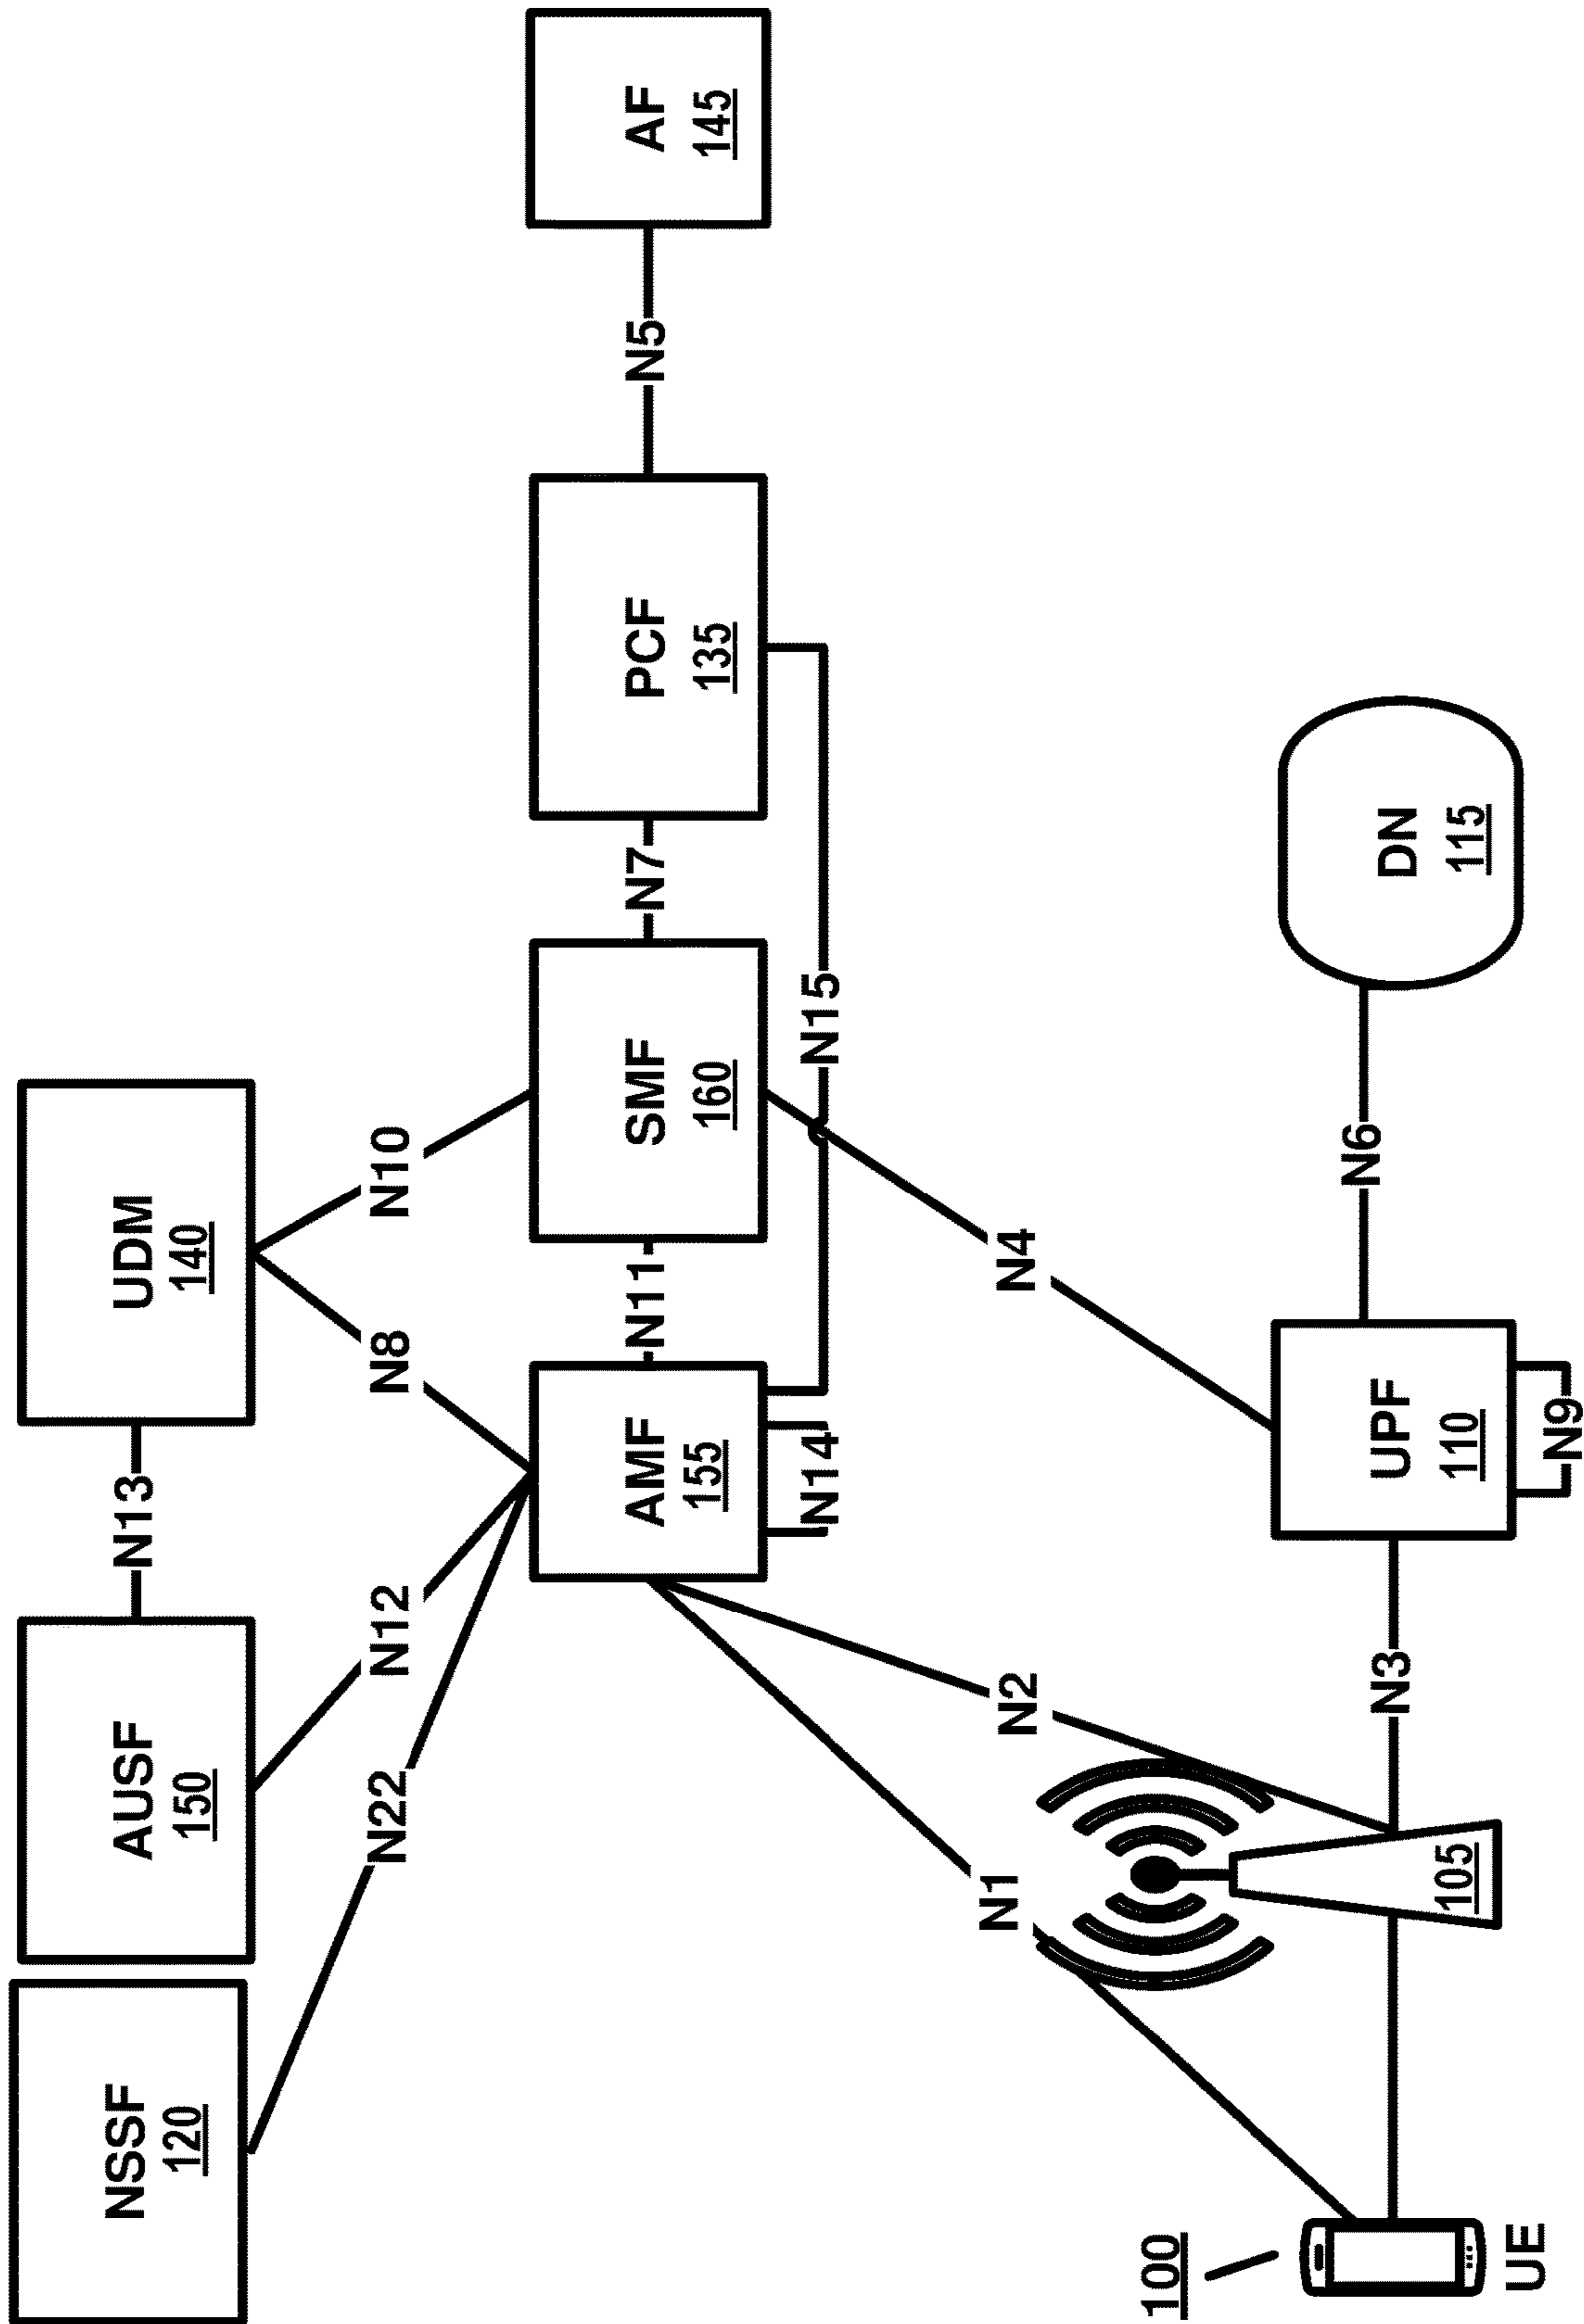 NSSF
120
AUSF
150
N13
UDM
140
N22
N12
N8
N10
AMF
155
N11
SMF
160
N7
PCF
135
N5
AF
145
N14
N15
N1
N2
N4
100
UE
105
N3
UPF
110
N6
DN
115
N9